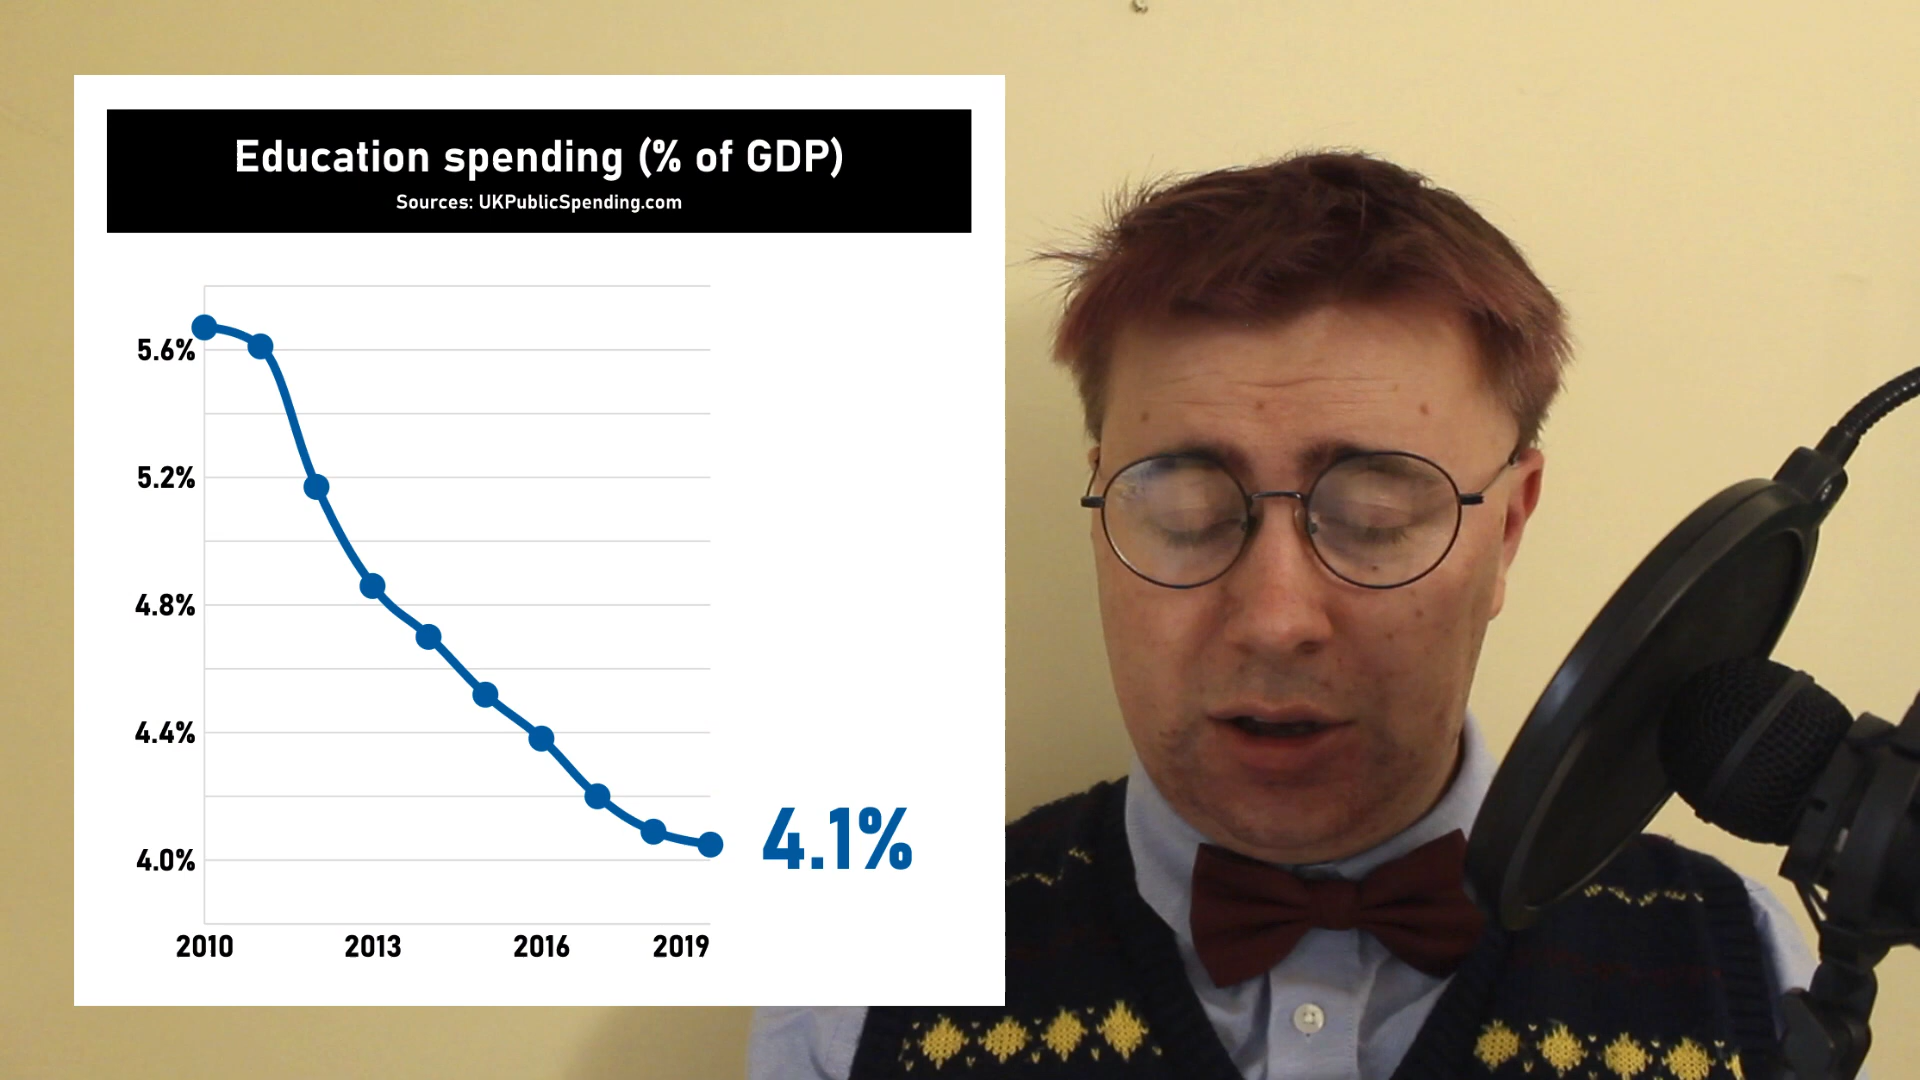 Education spending (% of GDP)
Sources: UKPublicSpending.com
5.6%
5.2%
4.8%
4.4%
4.0%
4.1%
2010 2013 2016 2019